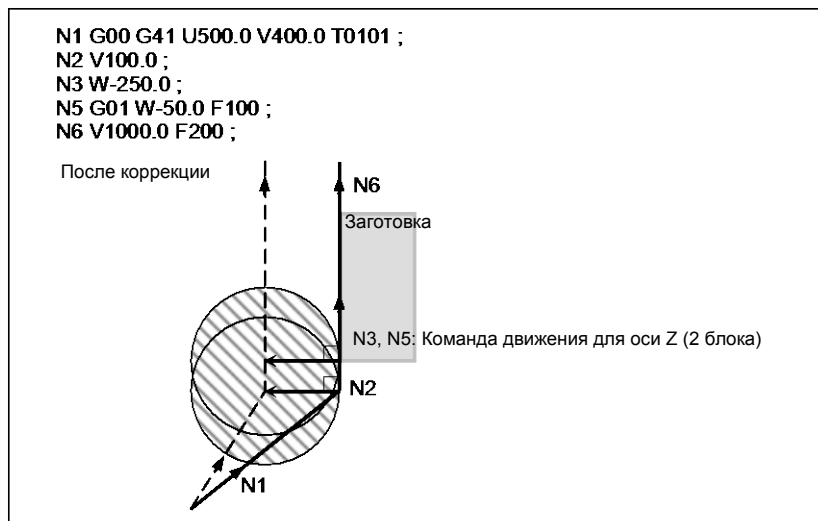 N1 G00 G41 U500.0 V400.0 T0101 ;
N2 V100.0 ;
N3 W-250.0 ;
N5 G01 W-50.0 F100 ;
N6 V1000.0 F200 ;
После коррекции
N6
Заготовка
N3, N5: Команда движения для оси Z (2 блока)
N2
N1